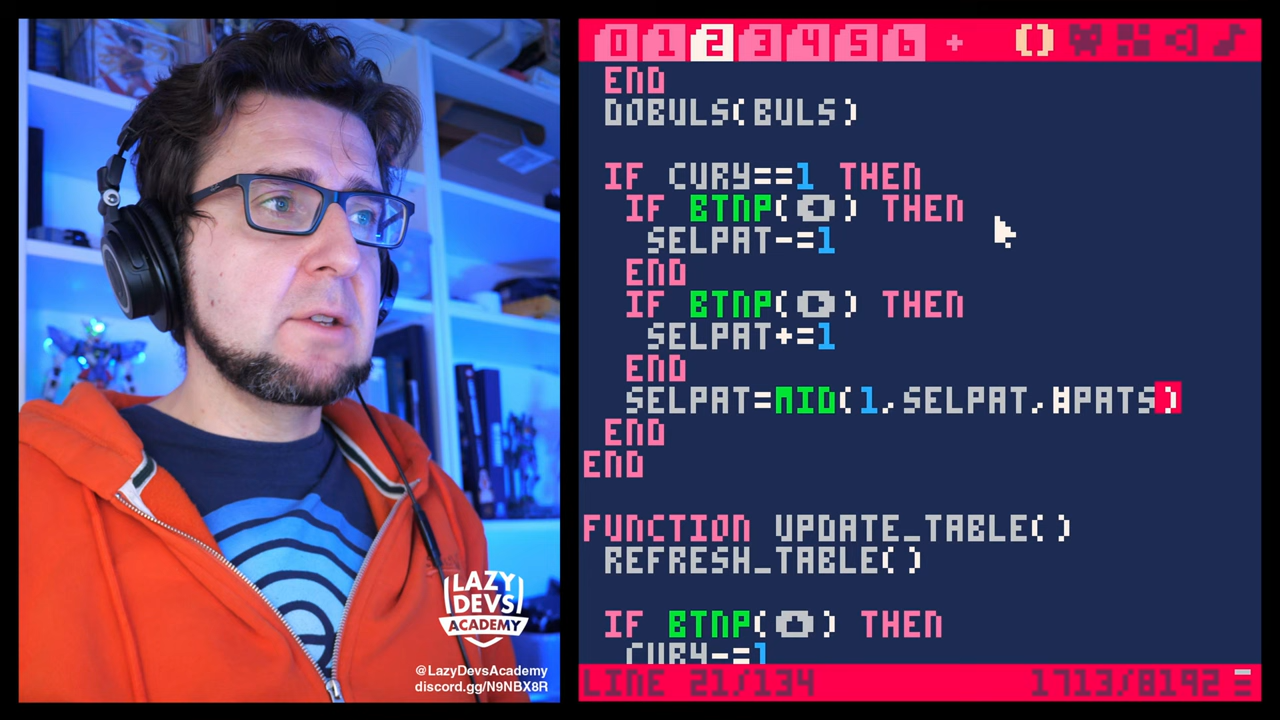 LAZY
DEVS
ACADEMY
@LazyDevsAcademy
discord.gg/N9NBX8R
0 1 2 3 4 5 6 + ()
END
DOBULS(BULS)
IF CURY==1 THEN
IF BTNP(⬅️) THEN
SELPAT-=1
END
IF BTNP(➡️) THEN
SELPAT+=1
END
SELPAT=MID(1,SELPAT,#PATS)
END
END
FUNCTION UPDATE_TABLE()
REFRESH_TABLE()
IF BTNP(⬆️) THEN
CURY-=1
LINE 21/134
1713/8192